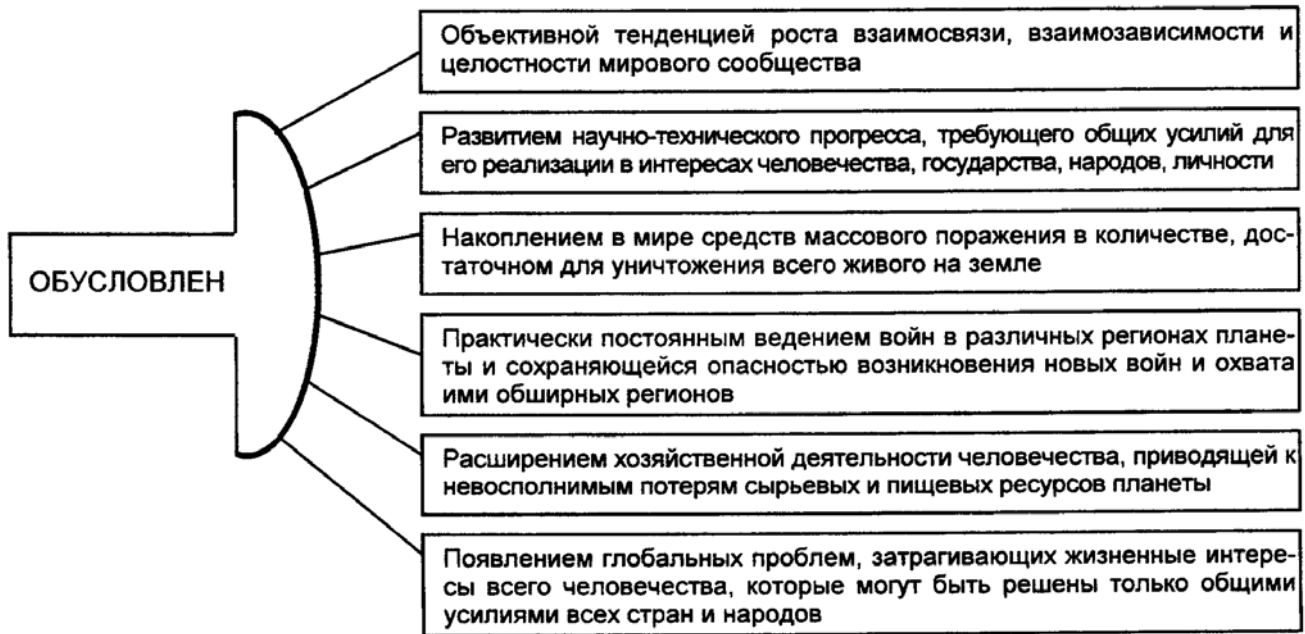 ОБУСЛОВЛЕН
Объективной тенденцией роста взаимосвязи, взаимозависимости и
целостности мирового сообщества
Развитием научно-технического прогресса, требующего общих усилий для
его реализации в интересах человечества, государства, народов, личности
Накоплением в мире средств массового поражения в количестве, дос-
таточном для уничтожения всего живого на земле
Практически постоянным ведением войн в различных регионах плане-
ты и сохраняющейся опасностью возникновения новых войн и охвата
ими обширных регионов
Расширением хозяйственной деятельности человечества, приводящей к
невосполнимым потерям сырьевых и пищевых ресурсов планеты
Появлением глобальных проблем, затрагивающих жизненные интере-
сы всего человечества, которые могут быть решены только общими
усилиями всех стран и народов